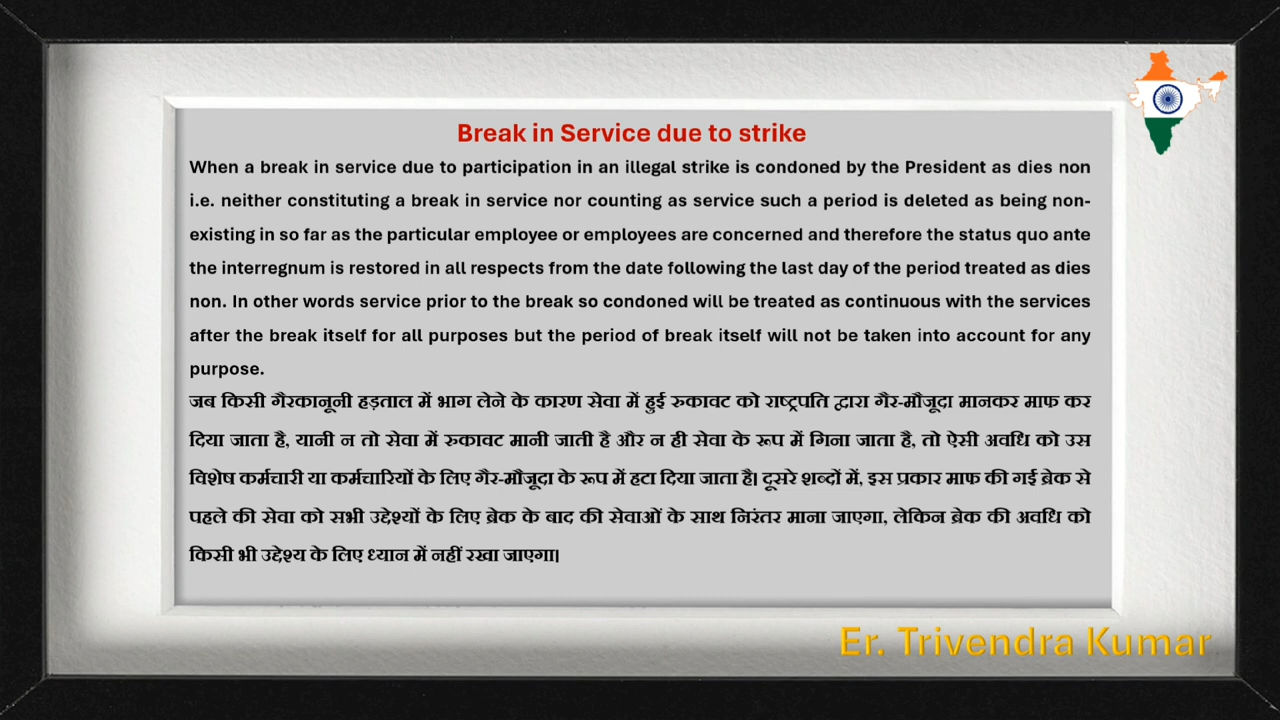 Break in Service due to strike
When a break in service due to participation in an illegal strike is condoned by the President as dies non
i.e. neither constituting a break in service nor counting as service such a period is deleted as being non-
existing in so far as the particular employee or employees are concerned and therefore the status quo ante
the interregnum is restored in all respects from the date following the last day of the period treated as dies
non. In other words service prior to the break so condoned will be treated as continuous with the services
after the break itself for all purposes but the period of break itself will not be taken into account for any
purpose.
जब किसी गैरकानूनी हड़ताल में भाग लेने के कारण सेवा में हुई रुकावट को राष्ट्रपति द्वारा गैर-मौजूदा मानकर माफ कर
दिया जाता है, यानी न तो सेवा में रुकावट मानी जाती है और न ही सेवा के रूप में गिना जाता है, तो ऐसी अवधि को उस
विशेष कर्मचारी या कर्मचारियों के लिए गैर-मौजूदा के रूप में हटा दिया जाता है। दूसरे शब्दों में, इस प्रकार माफ की गई ब्रेक से
पहले की सेवा को सभी उद्देश्यों के लिए ब्रेक के बाद की सेवाओं के साथ निरंतर माना जाएगा, लेकिन ब्रेक की अवधि को
किसी भी उद्देश्य के लिए ध्यान में नहीं रखा जाएगा।
Er. Trivendra Kumar